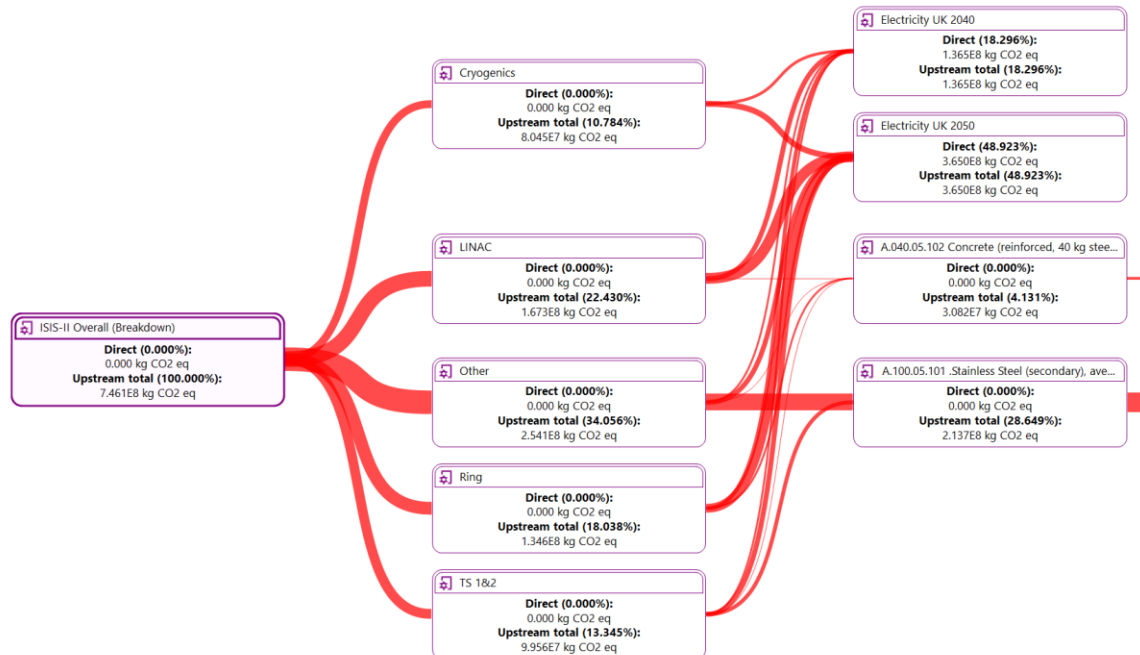 ISIS-II Overall (Breakdown)
Direct (0.000%):
0.000 kg CO2 eq
Upstream total (100.000%):
7.461E8 kg CO2 eq
Cryogenics
Direct (0.000%):
0.000 kg CO2 eq
Upstream total (10.784%):
8.045E7 kg CO2 eq
LINAC
Direct (0.000%):
0.000 kg CO2 eq
Upstream total (22.430%):
1.673E8 kg CO2 eq
Other
Direct (0.000%):
0.000 kg CO2 eq
Upstream total (34.056%):
2.541E8 kg CO2 eq
Ring
Direct (0.000%):
0.000 kg CO2 eq
Upstream total (18.038%):
1.346E8 kg CO2 eq
TS 1&2
Direct (0.000%):
0.000 kg CO2 eq
Upstream total (13.345%):
9.956E7 kg CO2 eq
Electricity UK 2040
Direct (18.296%):
1.365E8 kg CO2 eq
Upstream total (18.296%):
1.365E8 kg CO2 eq
Electricity UK 2050
Direct (48.923%):
3.650E8 kg CO2 eq
Upstream total (48.923%):
3.650E8 kg CO2 eq
A.040.05.102 Concrete (reinforced, 40 kg stee...
Direct (0.000%):
0.000 kg CO2 eq
Upstream total (4.131%):
3.082E7 kg CO2 eq
A.100.05.101 .Stainless Steel (secondary), ave...
Direct (0.000%):
0.000 kg CO2 eq
Upstream total (28.649%):
2.137E8 kg CO2 eq